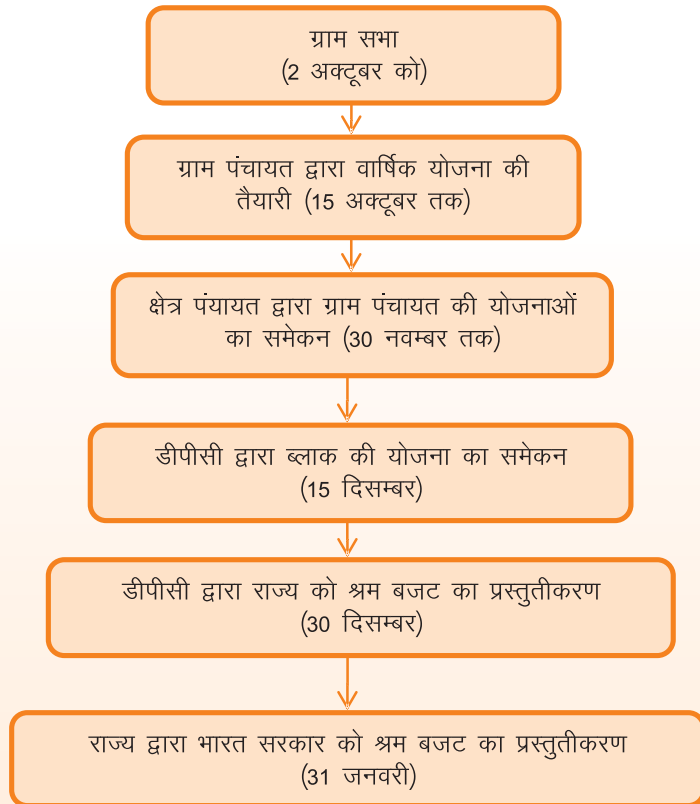 ग्राम सभा
(2 अक्टूबर को)
ग्राम पंचायत द्वारा वार्षिक योजना की
तैयारी (15 अक्टूबर तक)
क्षेत्र पंयायत द्वारा ग्राम पंचायत की योजनाओं
का समेकन (30 नवम्बर तक)
डीपीसी द्वारा ब्लाक की योजना का समेकन
(15 दिसम्बर)
डीपीसी द्वारा राज्य को श्रम बजट का प्रस्तुतीकरण
(30 दिसम्बर)
राज्य द्वारा भारत सरकार को श्रम बजट का प्रस्तुतीकरण
(31 जनवरी)